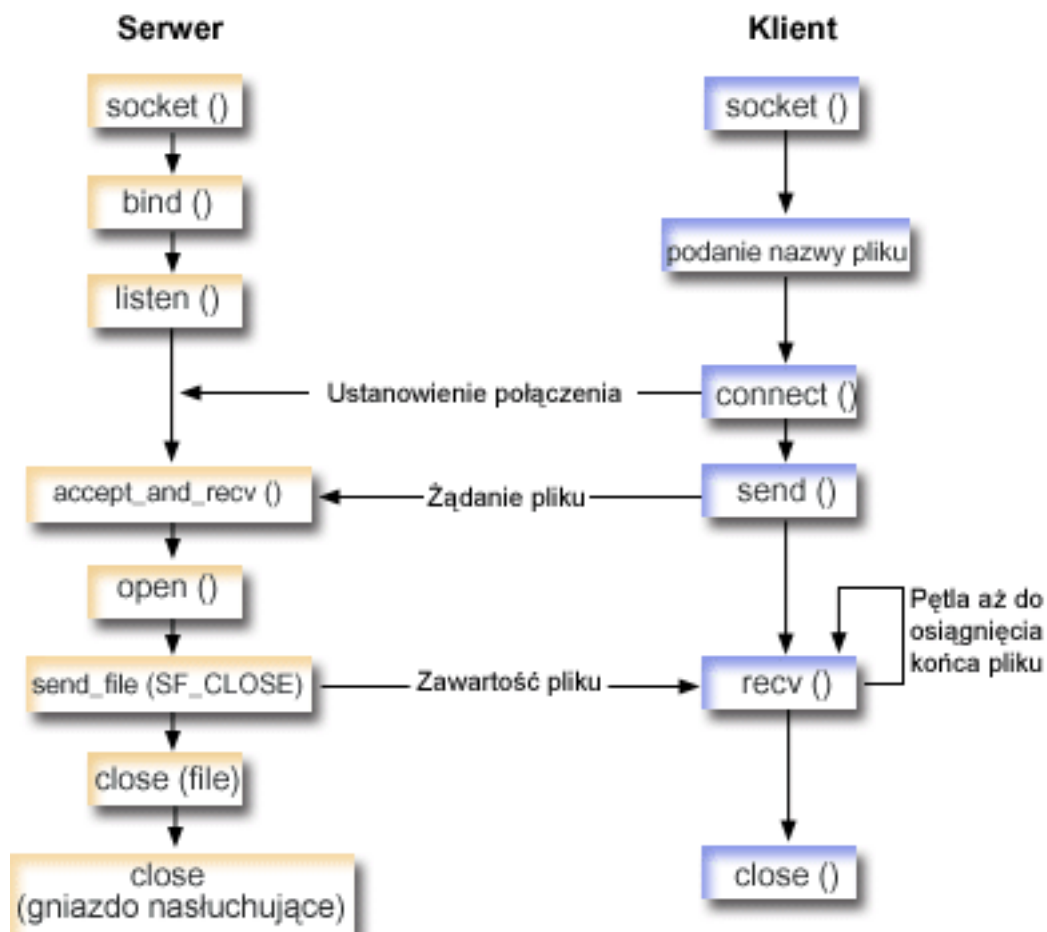 Serwer
Klient
socket ()
socket ()
bind ()
podanie nazwy pliku
listen ()
Ustanowienie połączenia
connect ()
accept_and_recv ()
Żądanie pliku
send ()
open ()
Pętla aż do
osiągnięcia
końca pliku
send_file (SF_CLOSE)
Zawartość pliku
recv ()
close (file)
close
(gniazdo nasłuchujące)
close ()